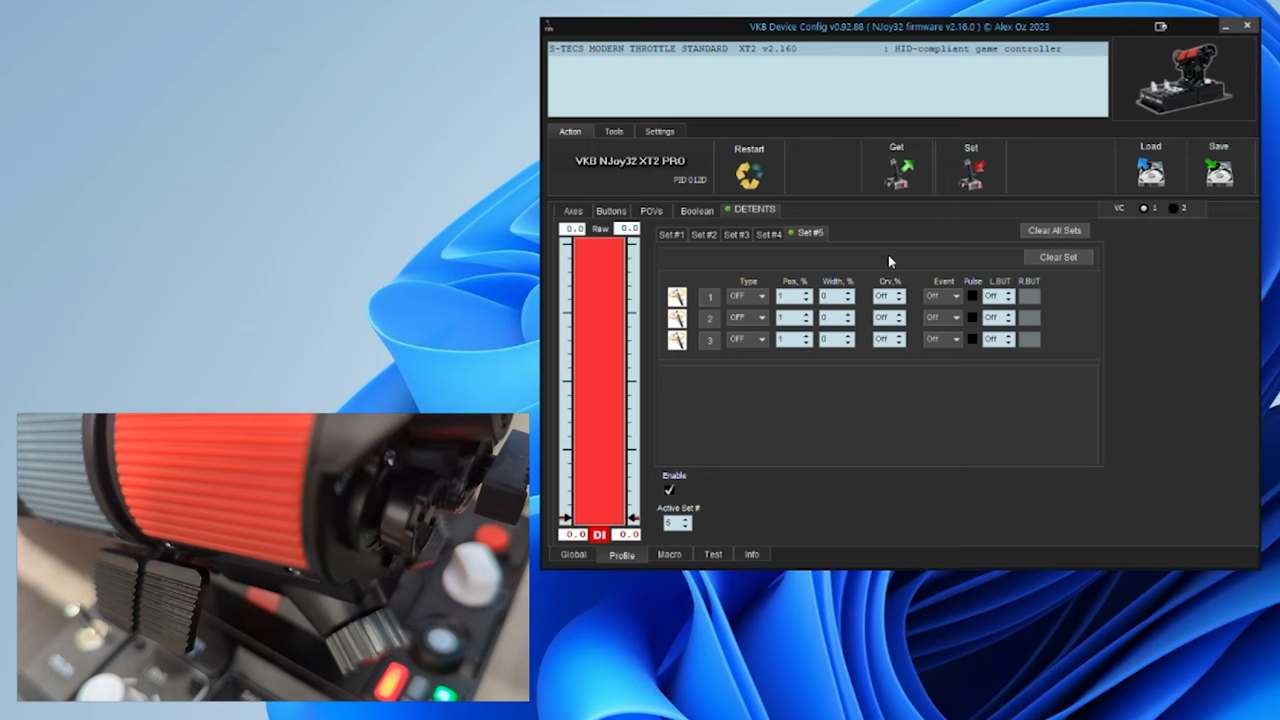 VKB Device Config v0.92.88 ( NJoy32 firmware v2.16.0 ) © Alex Oz 2023
S-TECS MODERN THROTTLE STANDARD XT2 v2.160 : HID-compliant game controller
Action Tools Settings
VKB NJoy32 XT2 PRO
PID 012D
Restart
Get
Set
Load
Save
Axes Buttons POVs Boolean DETENTS
VC 1 2
0.0 Raw 0.0
Set #1 Set #2 Set #3 Set #4 Set #5
Clear All Sets
Clear Set
Type Pos, % Width, % Crv,% Event Pulse L.BUT R.BUT
1 OFF 1 0 Off Off Off
2 OFF 1 0 Off Off Off
3 OFF 1 0 Off Off Off
Enable
Active Set #
5
0.0 DI 0.0
Global Profile Macro Test Info